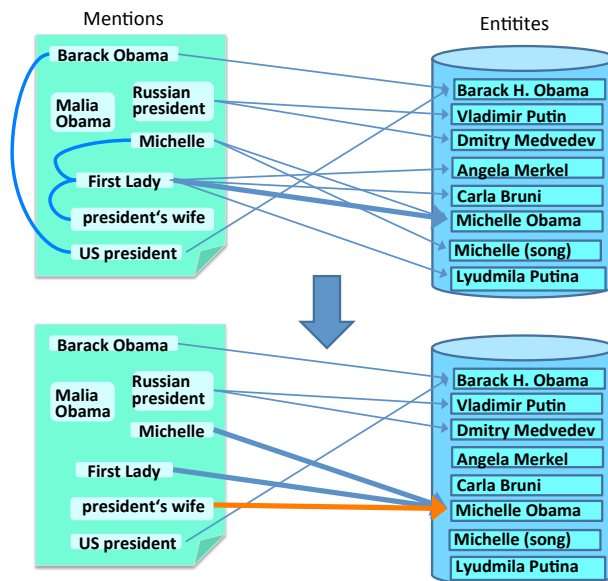 Mentions
Entitites
Barack Obama
Malia
Obama
Russian
president
Michelle
First Lady
president's wife
US president
Barack H. Obama
Vladimir Putin
Dmitry Medvedev
Angela Merkel
Carla Bruni
Michelle Obama
Michelle (song)
Lyudmila Putina
Barack Obama
Malia
Obama
Russian
president
Michelle
First Lady
president's wife
US president
Barack H. Obama
Vladimir Putin
Dmitry Medvedev
Angela Merkel
Carla Bruni
Michelle Obama
Michelle (song)
Lyudmila Putina